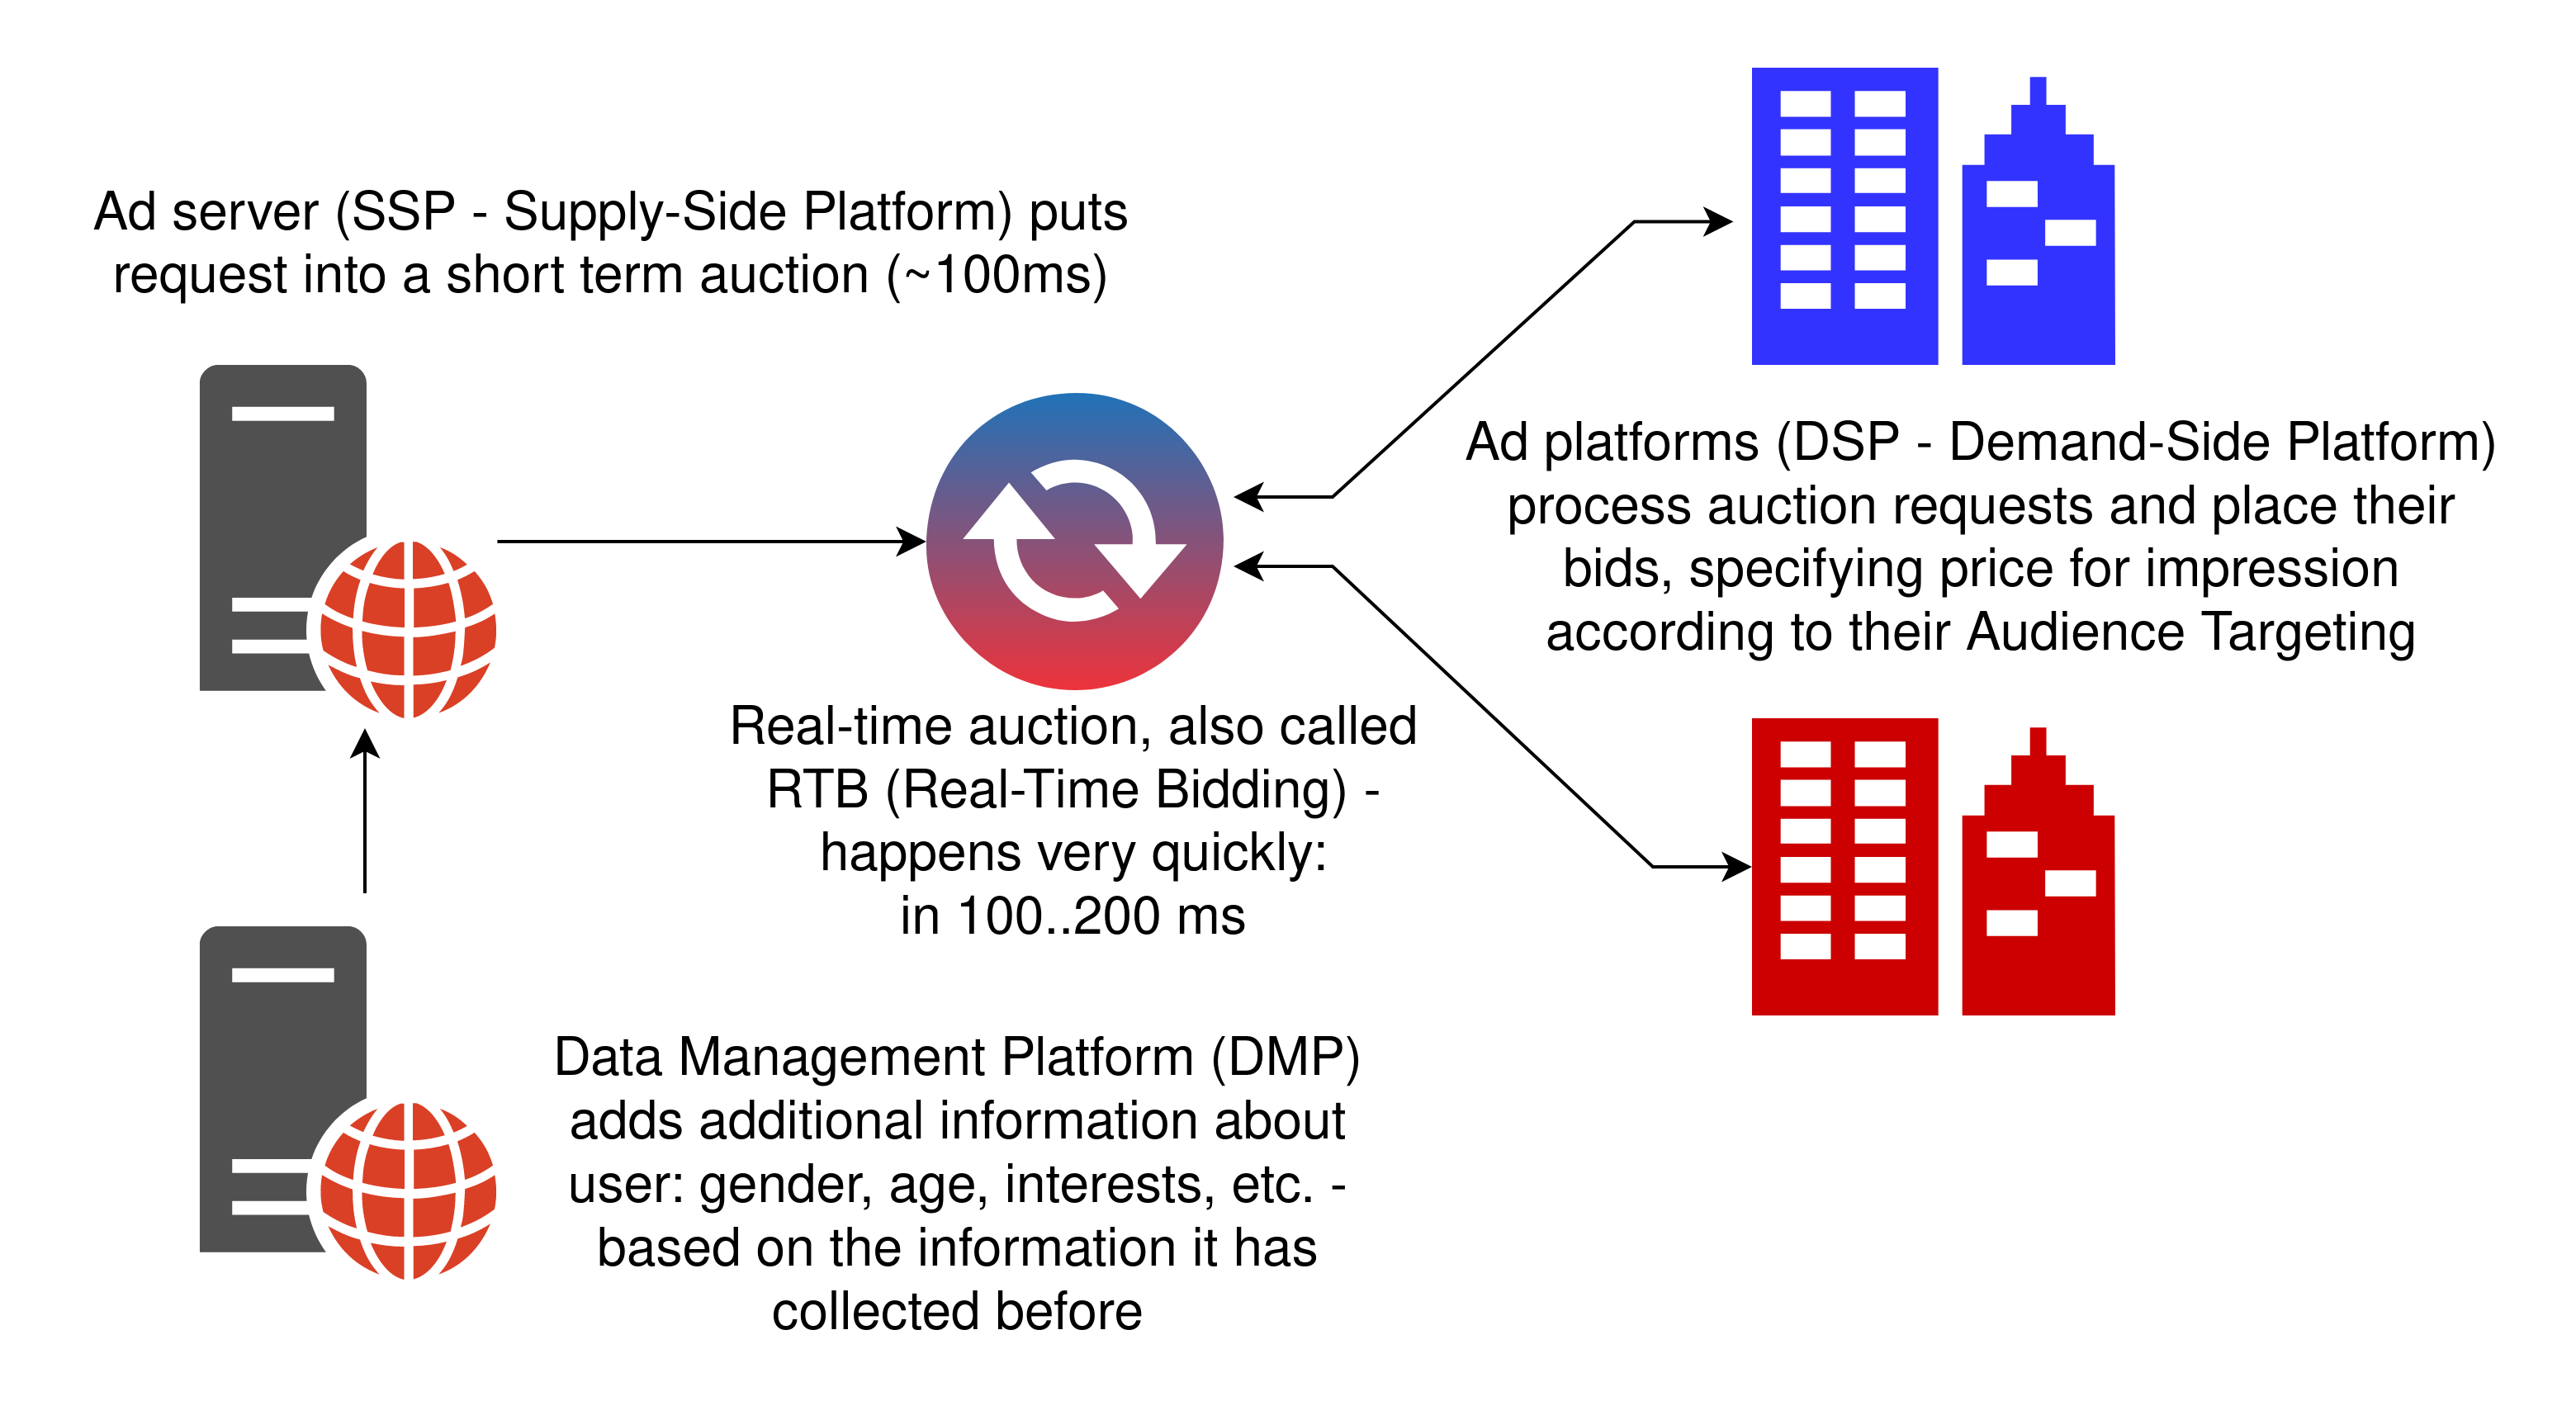 Ad server (SSP - Supply-Side Platform) puts
request into a short term auction (~100ms)
Ad platforms (DSP - Demand-Side Platform)
process auction requests and place their
bids, specifying price for impression
according to their Audience Targeting
Real-time auction, also called
RTB (Real-Time Bidding) -
happens very quickly:
in 100..200 ms
Data Management Platform (DMP)
adds additional information about
user: gender, age, interests, etc. -
based on the information it has
collected before